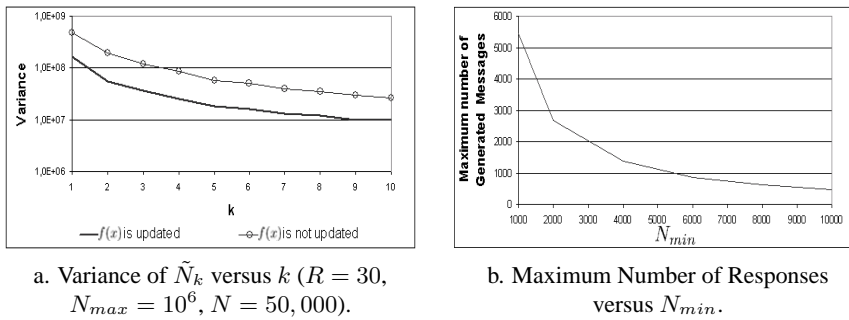 1,0E+09
1,0E+08
1,0E+07
1,0E+06
Variance
1 2 3 4 5 6 7 8 9 10
k
f(x) is updated
f(x) is not updated
a. Variance of Ñ_k versus k (R = 30,
N_max = 10^6, N = 50, 000).
6000
5000
4000
3000
2000
1000
0
Maximum number of
Generated Messages
1000 2000 3000 4000 5000 6000 7000 8000 9000 10000
N_min
b. Maximum Number of Responses
versus N_min.